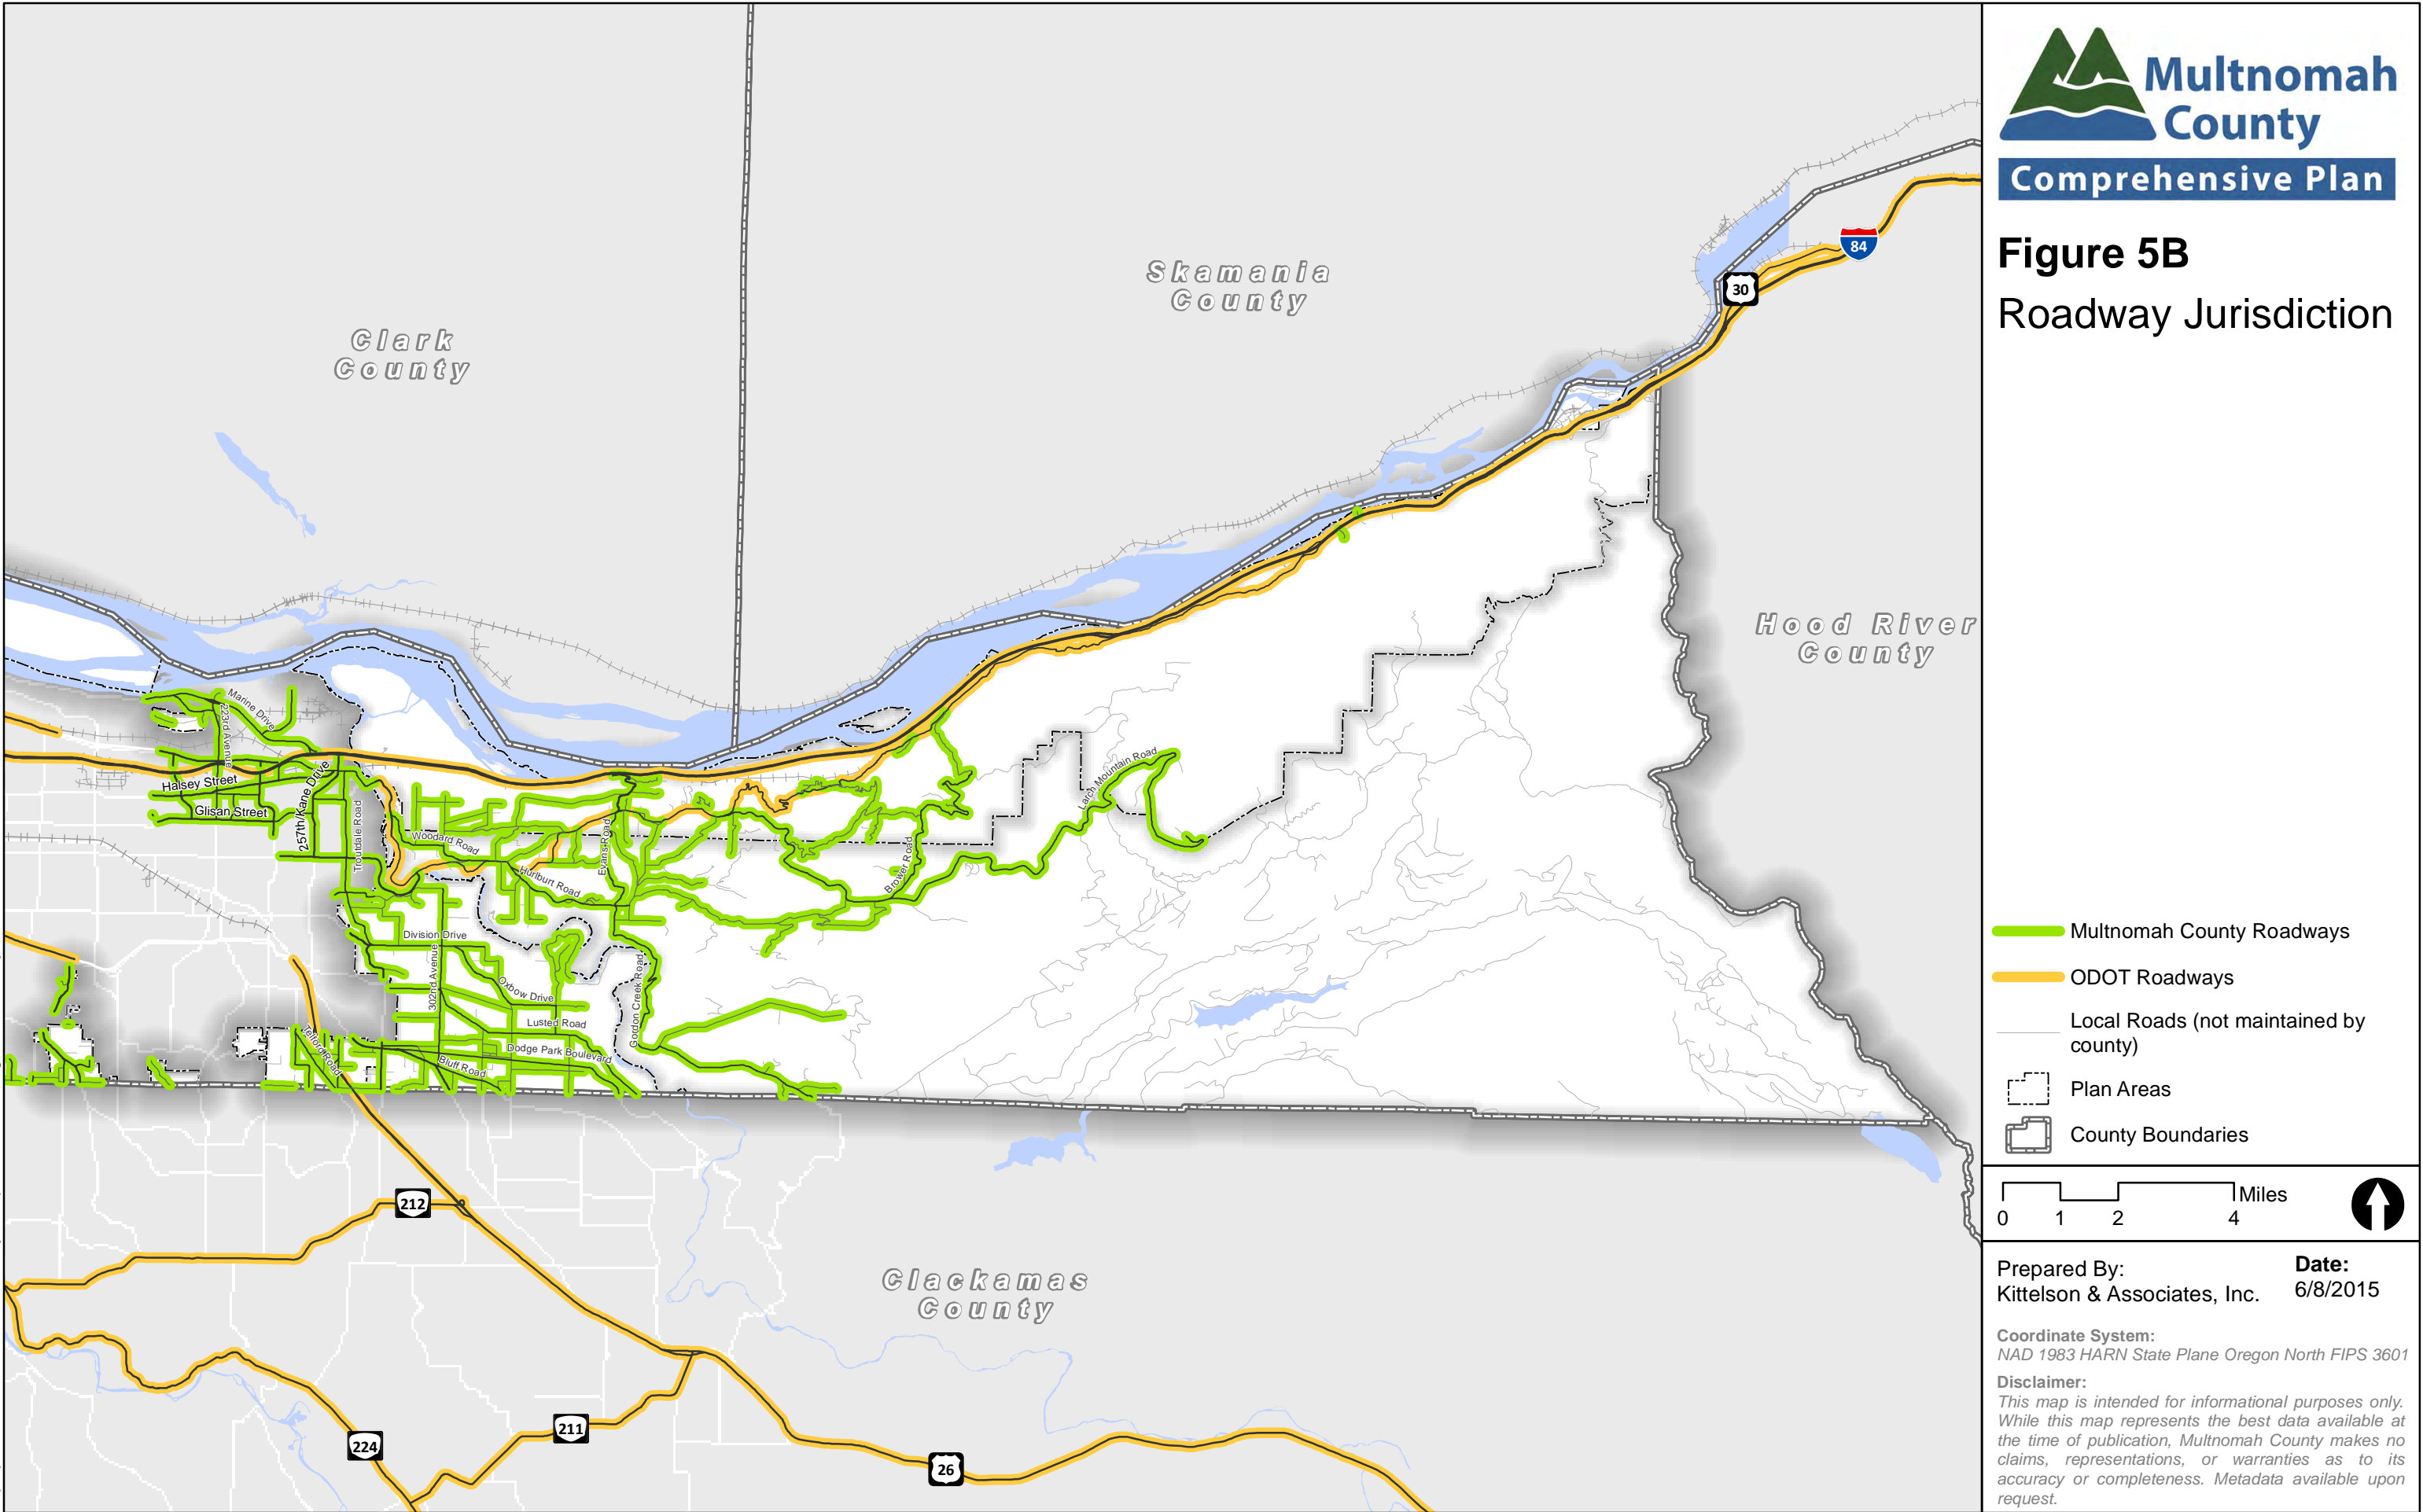 Multnomah
County
Comprehensive Plan
Figure 5B
Roadway Jurisdiction
84
30
Skamania
County
Clark
County
Hood River
County
Marine Drive
223rd Avenue
Halsey Street
Glisan Street
257th/Kane Drive
Troutdale Road
Woodard Road
Hurlburt Road
Evans Road
Brower Road
Larch Mountain Road
Division Drive
302nd Avenue
Oxbow Drive
Gordon Creek Road
Lusted Road
Dodge Park Boulevard
Bluff Road
Telford Road
212
Clackamas
County
211
224
26
Multnomah County Roadways
ODOT Roadways
Local Roads (not maintained by
county)
Plan Areas
County Boundaries
Miles
0 1 2 4
Prepared By:
Kittelson & Associates, Inc.
Date:
6/8/2015
Coordinate System:
NAD 1983 HARN State Plane Oregon North FIPS 3601
Disclaimer:
This map is intended for informational purposes only.
While this map represents the best data available at
the time of publication, Multnomah County makes no
claims, representations, or warranties as to its
accuracy or completeness. Metadata available upon
request.